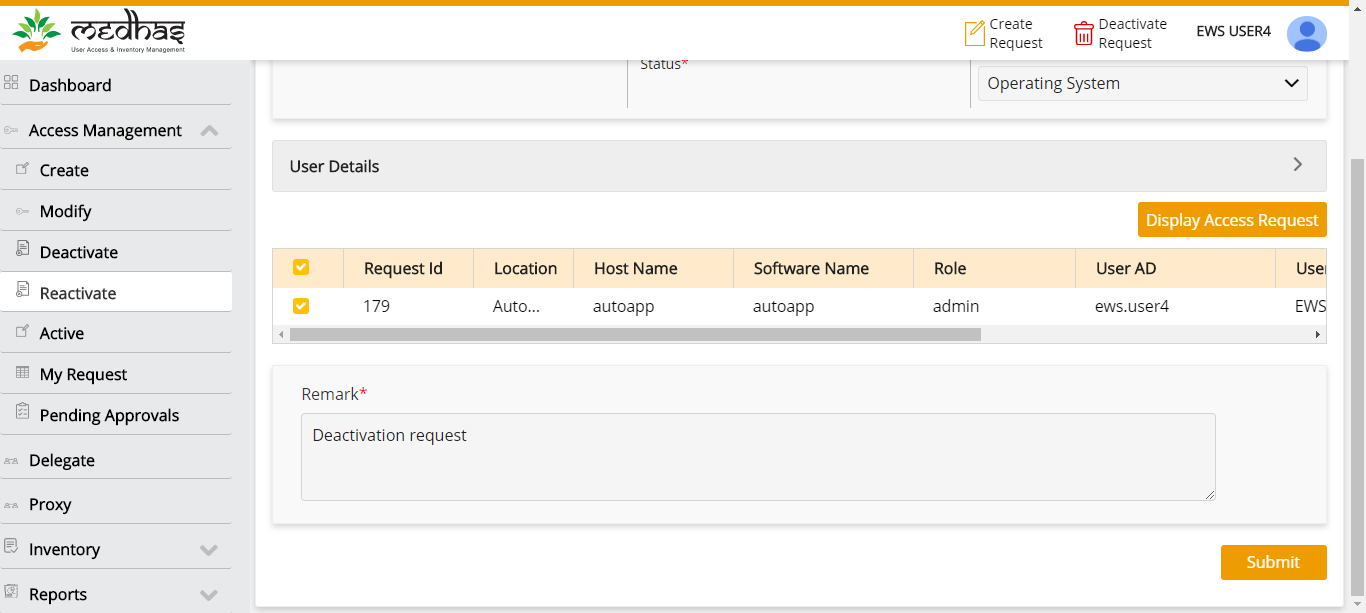 medhas
User Access & Inventory Management
Create
Request
Deactivate
Request
EWS USER4
Dashboard
Access Management
Create
Modify
Deactivate
Reactivate
Active
My Request
Pending Approvals
Delegate
Proxy
Inventory
Reports
Status*
Operating System
User Details
Display Access Request
Request Id Location Host Name Software Name Role User AD User
179 Auto... autoapp autoapp admin ews.user4 EWS
Remark*
Deactivation request
Submit